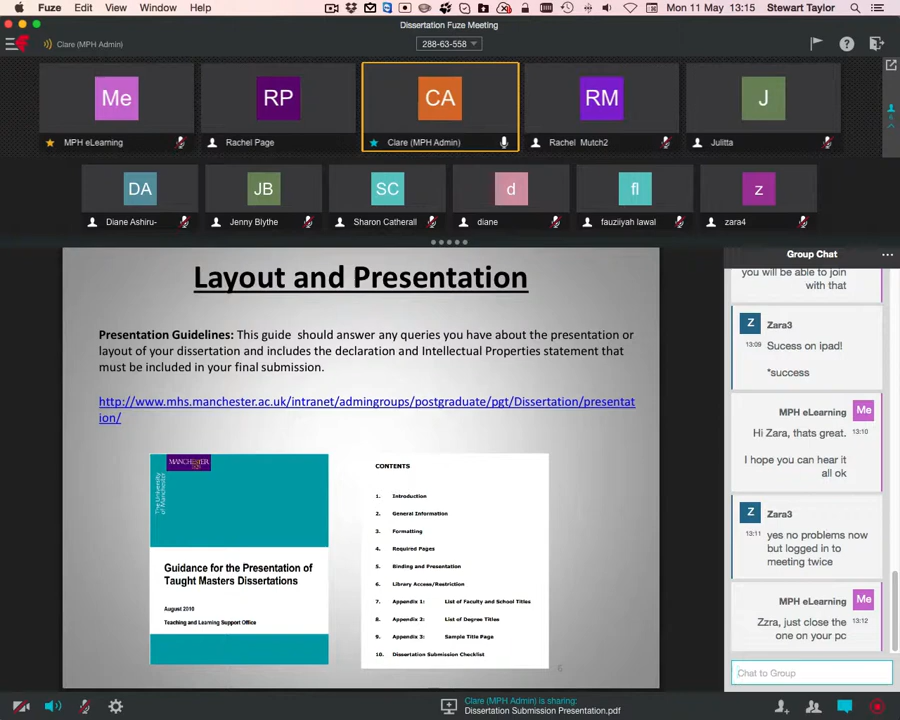 Fuze Edit View Window Help
Mon 11 May 13:15 Stewart Taylor
Dissertation Fuze Meeting
Clare (MPH Admin)
288-63-558
Me
RP
CA
RM
J
MPH eLearning
Rachel Page
Clare (MPH Admin)
Rachel Mutch2
Julitta
DA
JB
SC
d
fl
z
Diane Ashiru-
Jenny Blythe
Sharon Catherall
diane
fauziiyah lawal
zara4
Layout and Presentation
Presentation Guidelines: This guide should answer any queries you have about the presentation or
layout of your dissertation and includes the declaration and Intellectual Properties statement that
must be included in your final submission.
http://www.mhs.manchester.ac.uk/intranet/admingroups/postgraduate/pgt/Dissertation/presentat
ion/
MANCHESTER
1824
The University
of Manchester
Guidance for the Presentation of
Taught Masters Dissertations
August 2010
Teaching and Learning Support Office
CONTENTS
1. Introduction
2. General Information
3. Formatting
4. Required Pages
5. Binding and Presentation
6. Library Access/Restriction
7. Appendix 1: List of Faculty and School Titles
8. Appendix 2: List of Degree Titles
9. Appendix 3: Sample Title Page
10. Dissertation Submission Checklist
6
Group Chat
you will be able to join
with that
Z
Zara3
13:09 Sucess on ipad!
*success
MPH eLearning
Me
Hi Zara, thats great. 13:10
I hope you can hear it
all ok
Z
Zara3
13:11 yes no problems now
but logged in to
meeting twice
MPH eLearning
Me
Zzra, just close the 13:12
one on your pc
Chat to Group
Clare (MPH Admin) is sharing:
Dissertation Submission Presentation.pdf